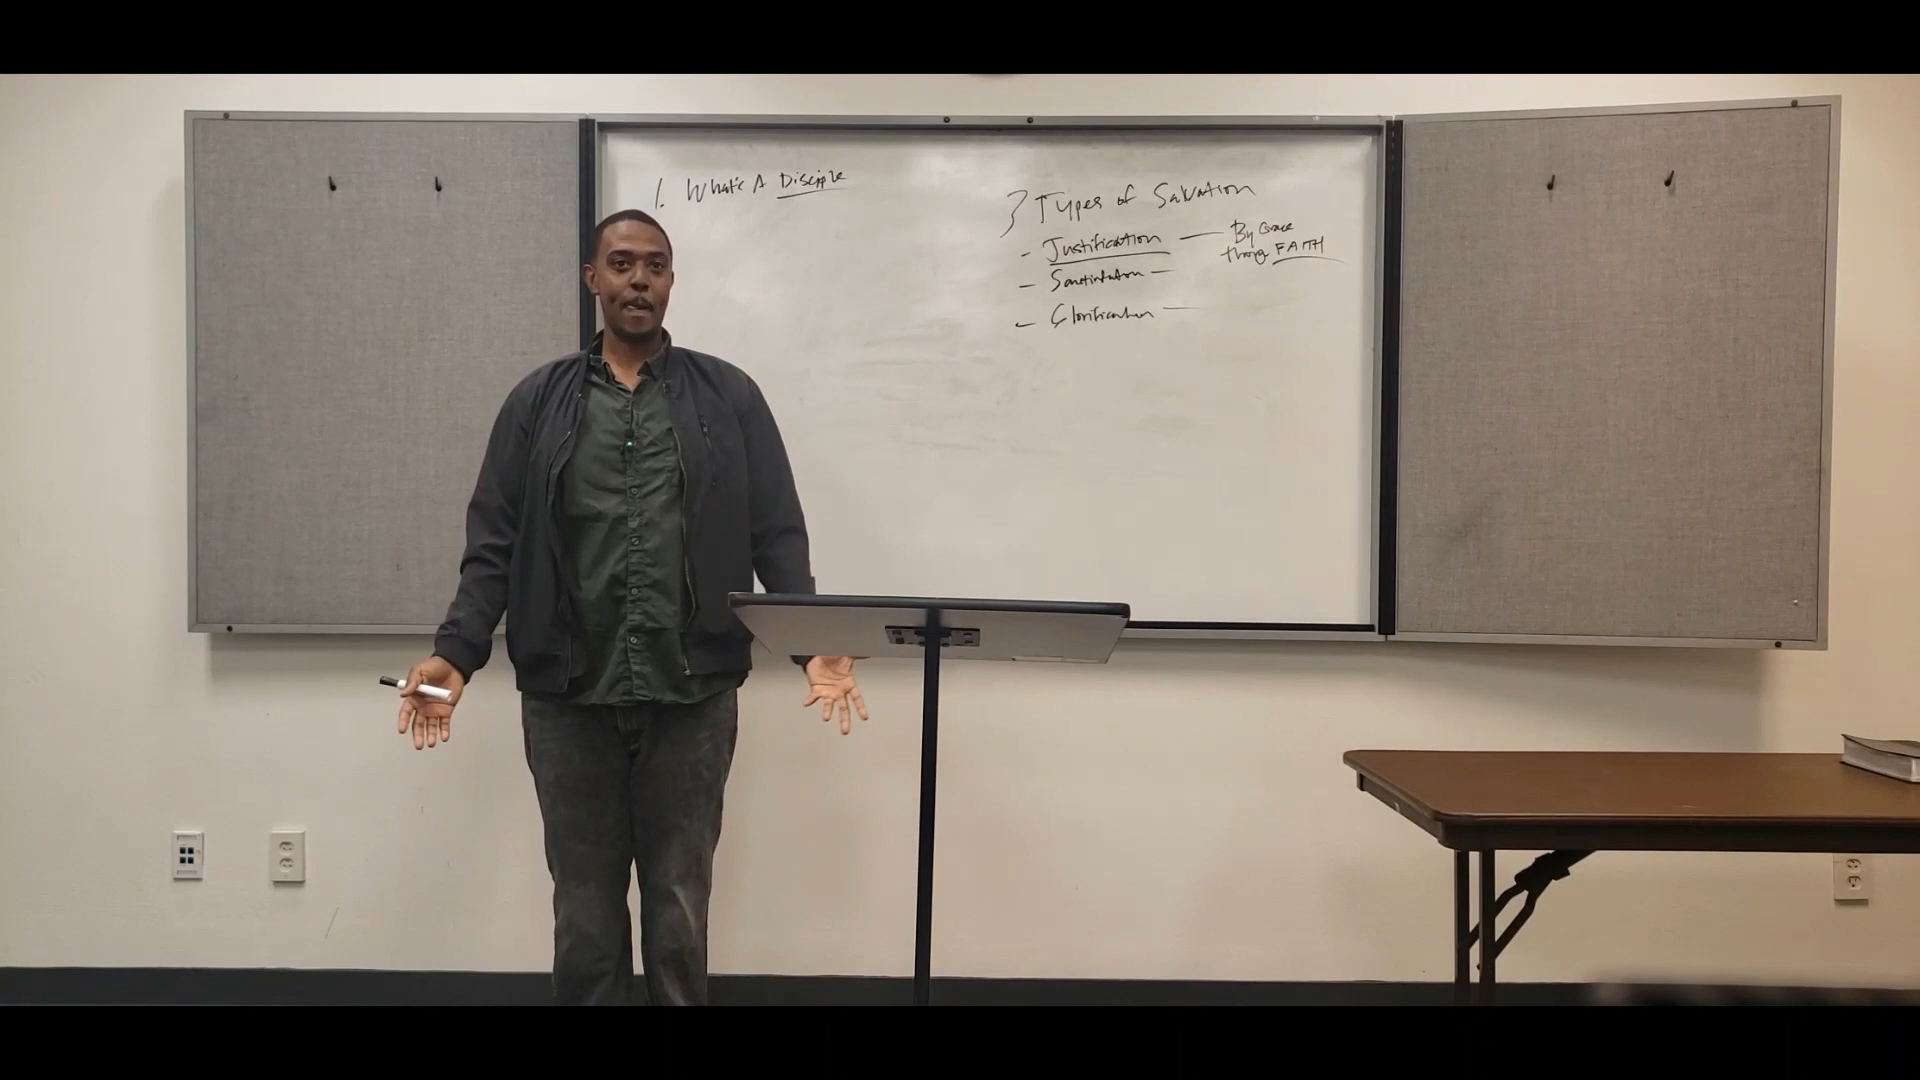 1. What's A Disciple
3 Types of Salvation
- Justification — By Grace
through FAITH
- Sanctification —
- Glorification —